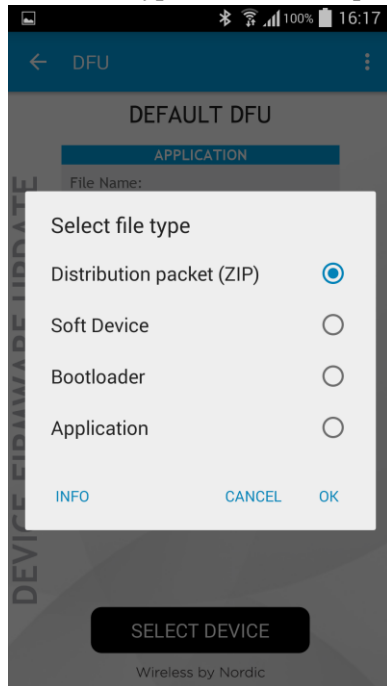 100% 16:17
DFU
DEFAULT DFU
APPLICATION
File Name:
DEVICE FIRMWARE UPDATE
Select file type
Distribution packet (ZIP)
Soft Device
Bootloader
Application
INFO CANCEL OK
SELECT DEVICE
Wireless by Nordic